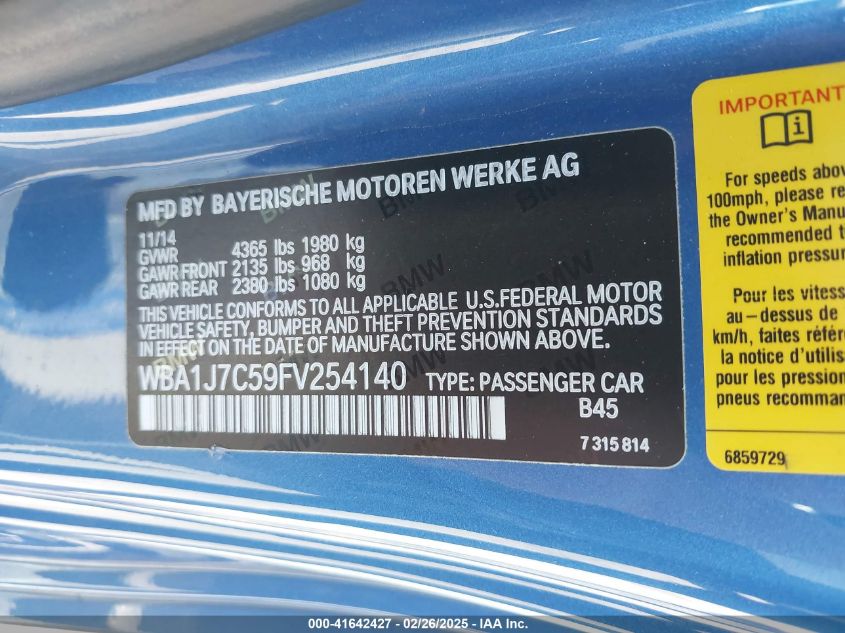 MFD BY BAYERISCHE MOTOREN WERKE AG
11/14
GVWR 4365 lbs 1980 kg
GAWR FRONT 2135 lbs 968 kg
GAWR REAR 2380 lbs 1080 kg
THIS VEHICLE CONFORMS TO ALL APPLICABLE U.S.FEDERAL MOTOR
VEHICLE SAFETY, BUMPER AND THEFT PREVENTION STANDARDS
IN EFFECT ON THE DATE OF MANUFACTURE SHOWN ABOVE.
WBA1J7C59FV254140 TYPE: PASSENGER CAR
B45
7 315 814
IMPORTANT
For speeds above
100mph, please re
the Owner's Manu
recommended t
inflation pressur
Pour les vitess
au-dessus de
km/h, faites référe
la notice d'utilis
pour les pression
pneus recomman
6859729
000-41642427 - 02/26/2025 - IAA Inc.